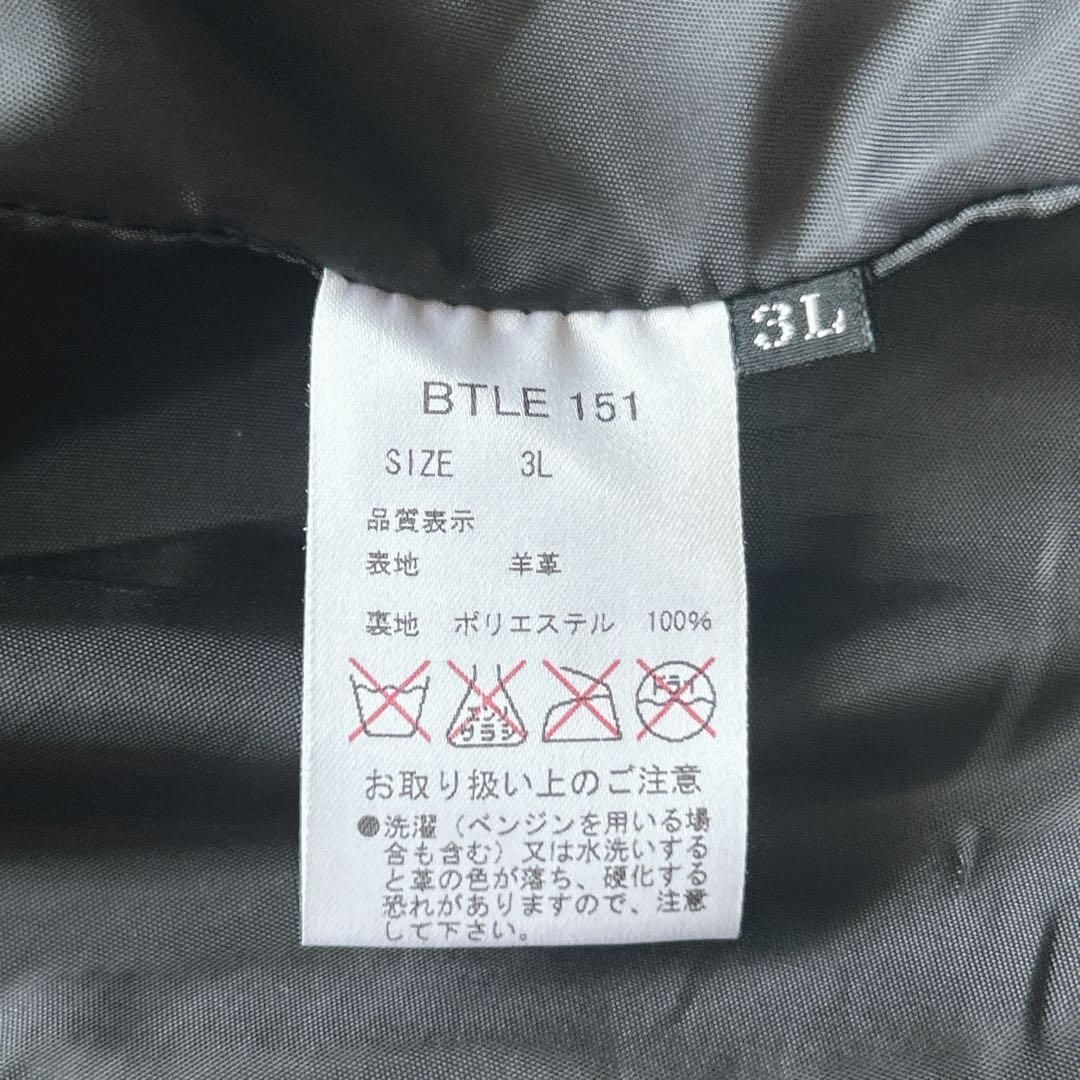 3L
BTLE 151
SIZE 3L
品質表示
表地 羊革
裏地 ポリエステル 100%
エンソ
サラシ
ドライ
お取り扱い上のご注意
●洗濯（ベンジンを用いる場
合も含む）又は水洗いする
と革の色が落ち、硬化する
恐れがありますので、注意
して下さい。